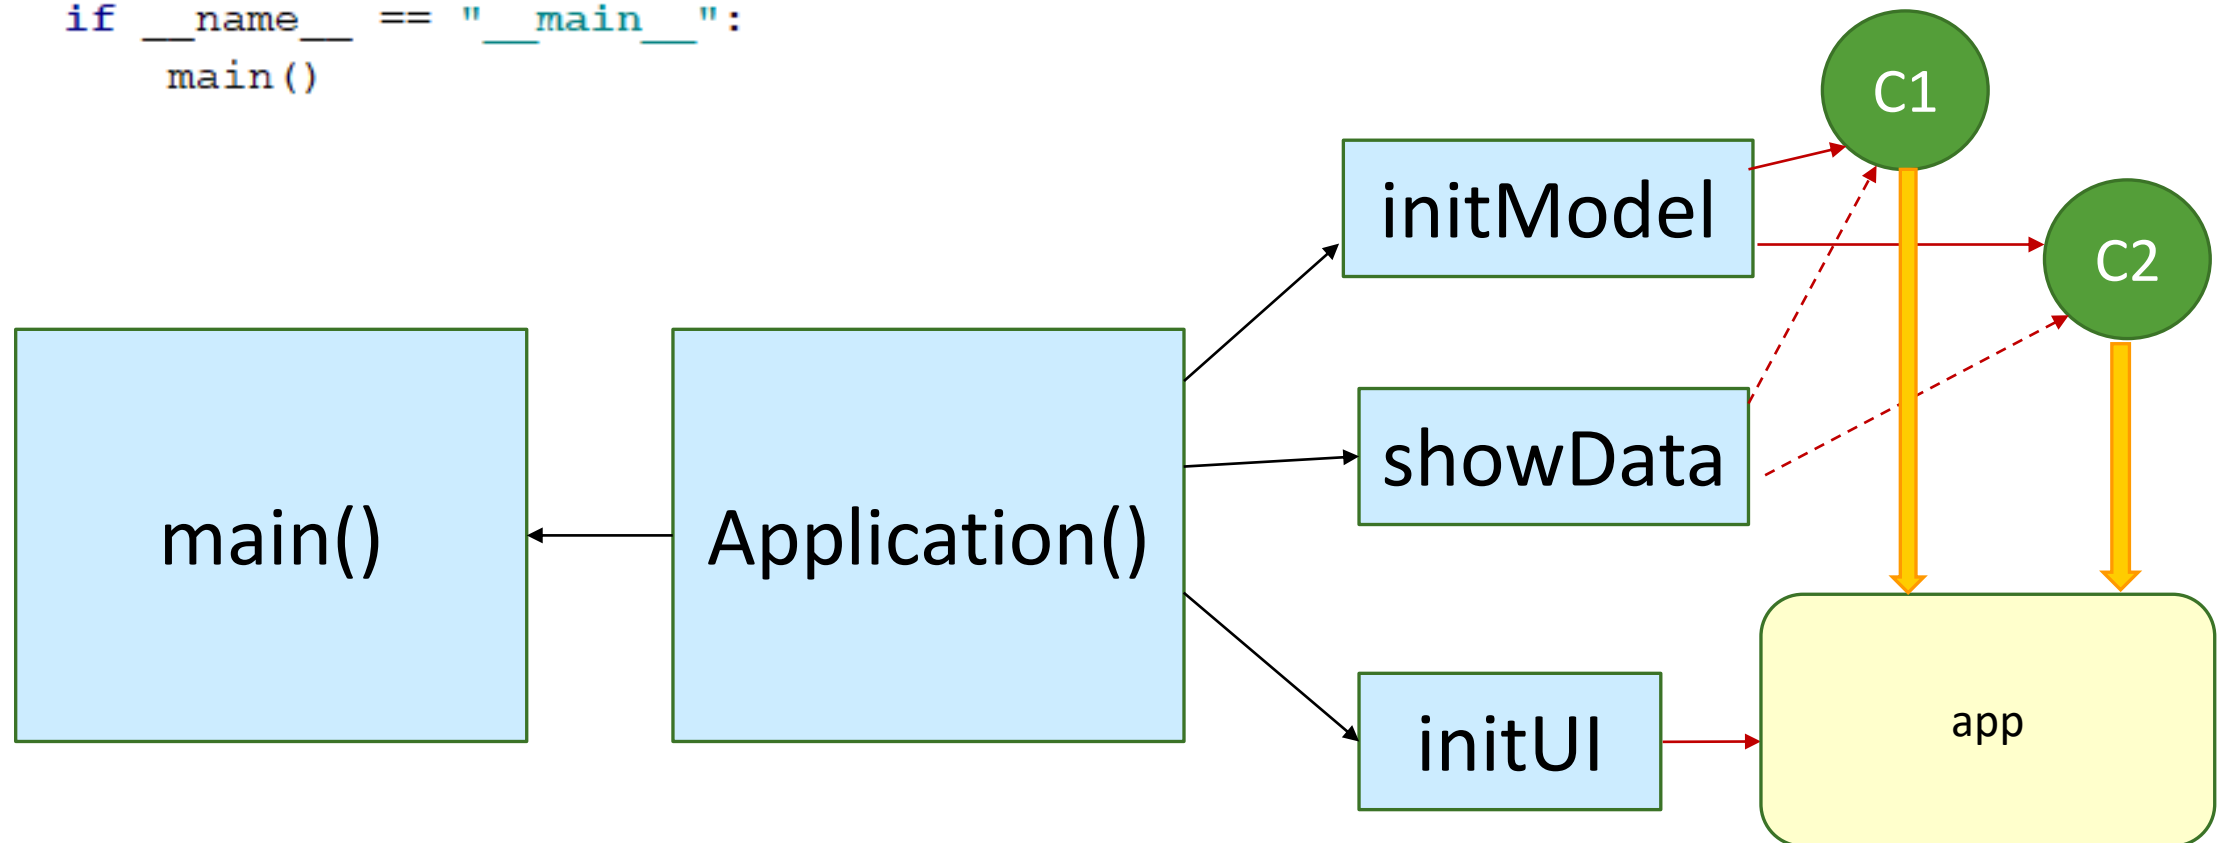 if __name__ == "__main__":
    main()
C1
initModel
C2
showData
main()
Application()
initUI
app